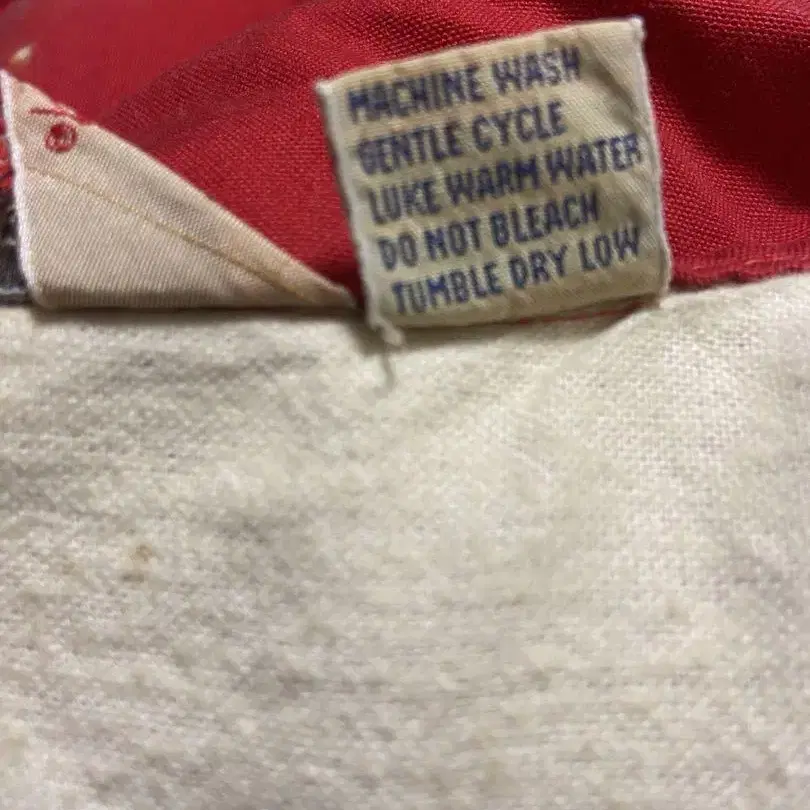 MACHINE WASH
GENTLE CYCLE
LUKE WARM WATER
DO NOT BLEACH
TUMBLE DRY LOW
®